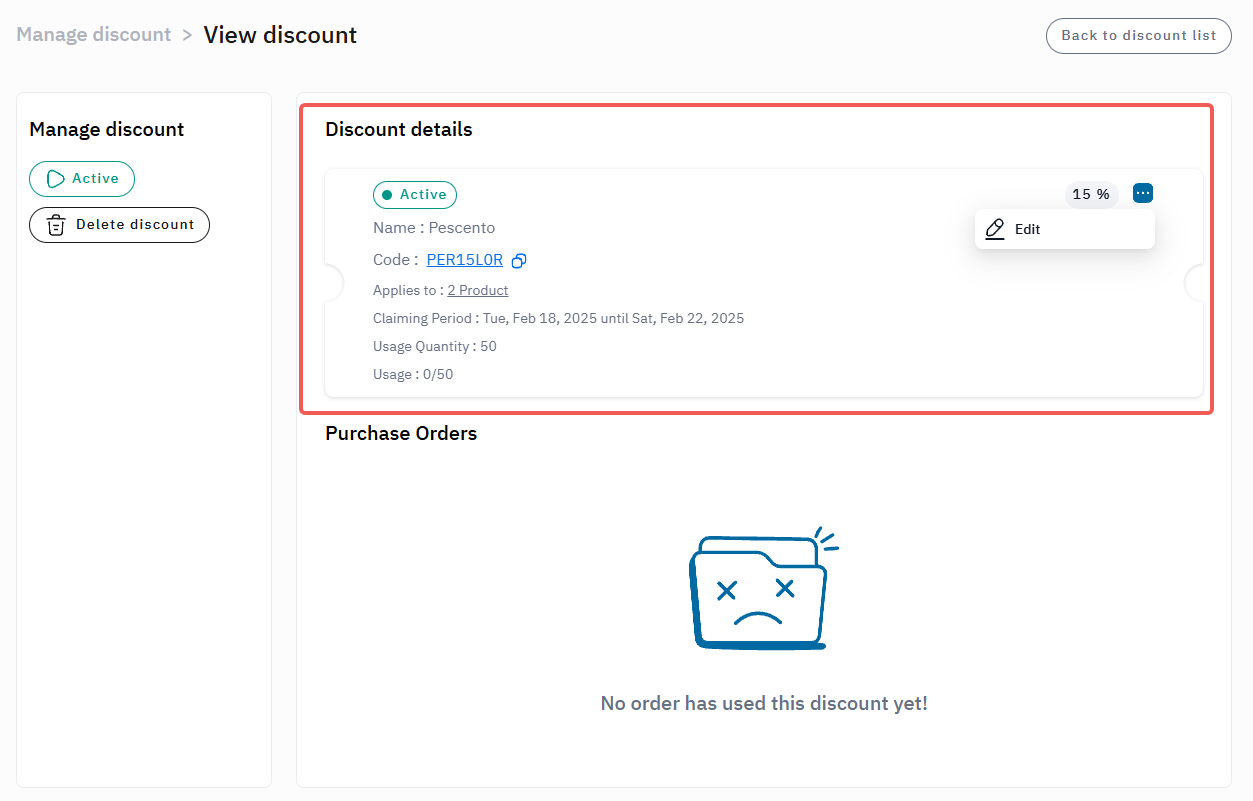 Manage discount > View discount
Back to discount list
Manage discount
Active
Delete discount
Discount details
Active
15 %
Edit
Name : Pescento
Code : PER15L0R
Applies to : 2 Product
Claiming Period : Tue, Feb 18, 2025 until Sat, Feb 22, 2025
Usage Quantity : 50
Usage : 0/50
Purchase Orders
No order has used this discount yet!